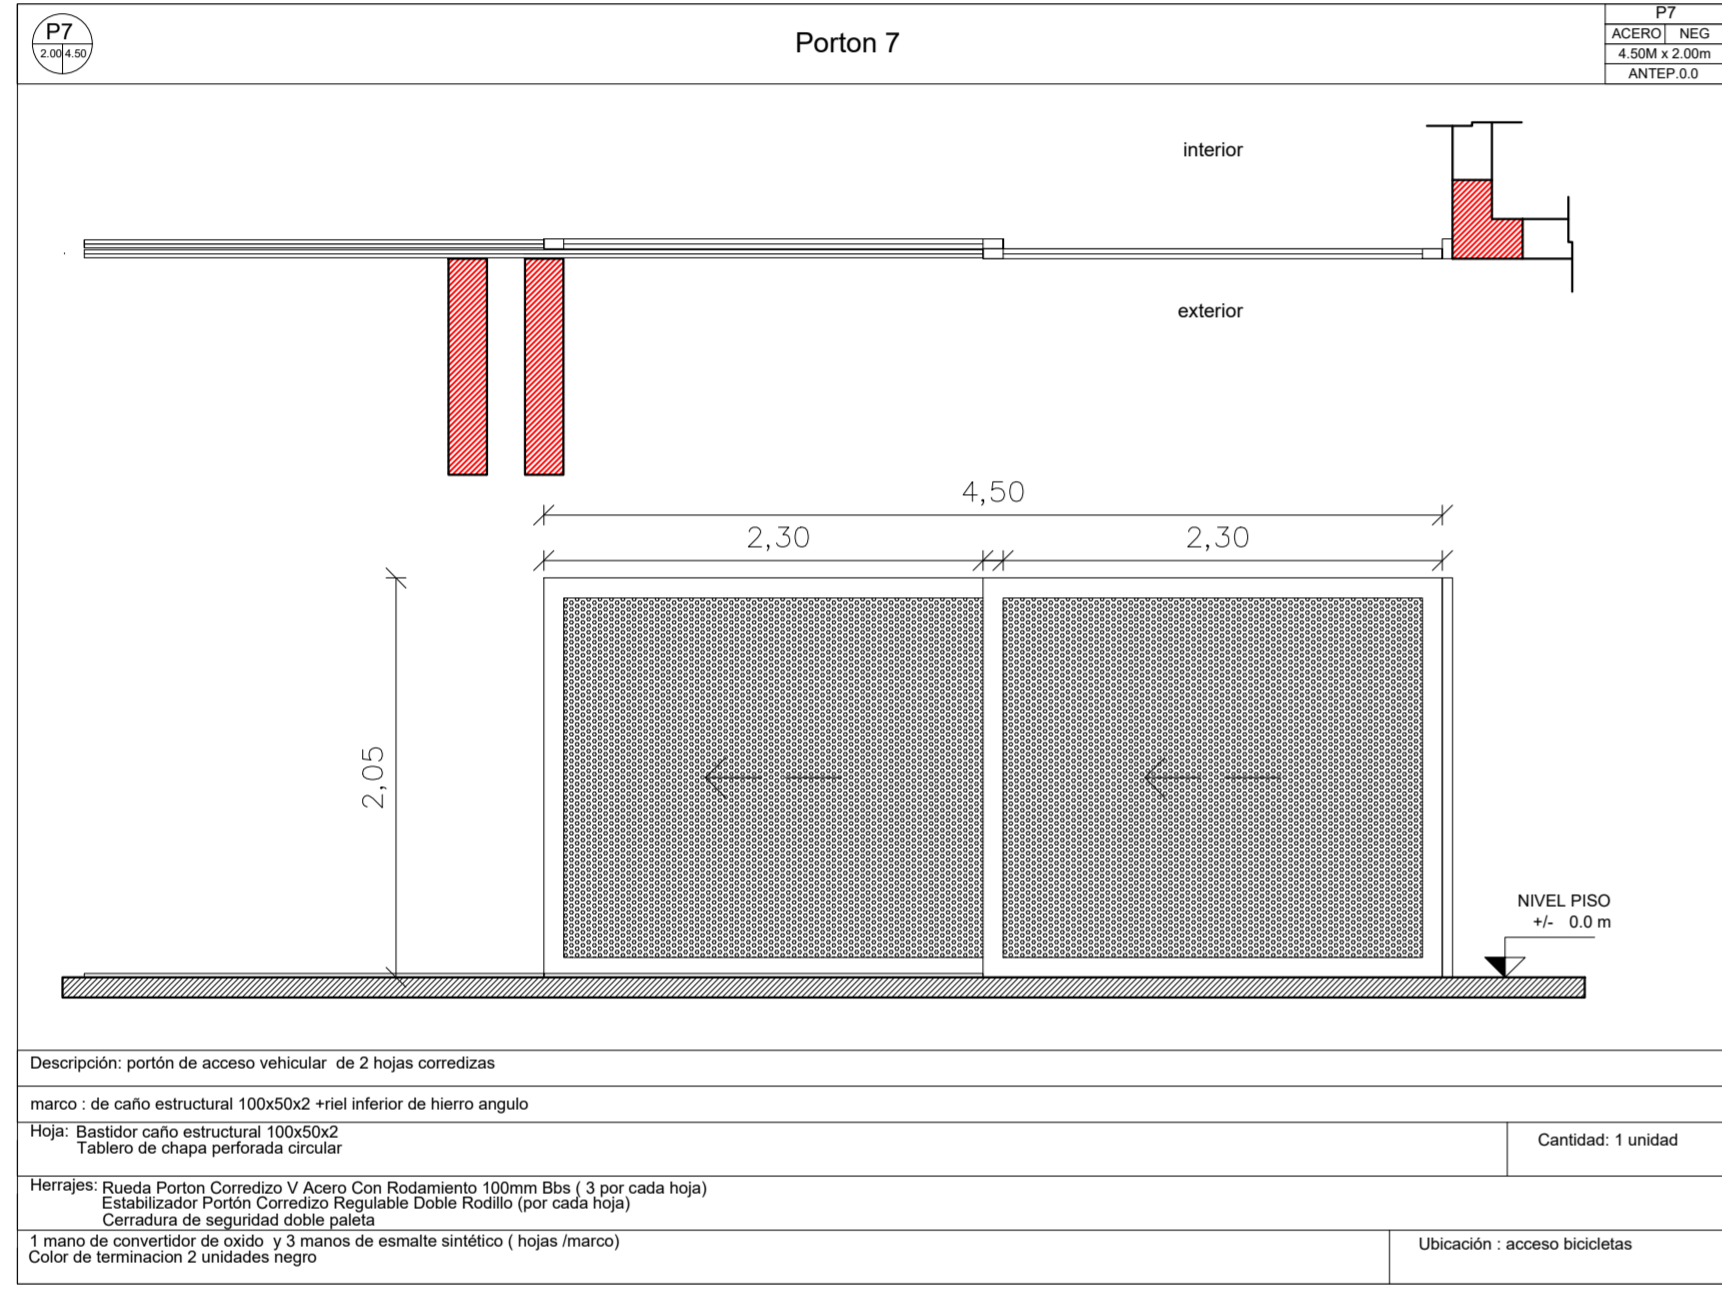 P7
2.00 4.50
Porton 7
P7
ACERO NEG
4.50M x 2.00m
ANTEP.0.0
interior
exterior
4,50
2,30 2,30
2,05
NIVEL PISO
+/- 0.0 m
Descripción: portón de acceso vehicular de 2 hojas corredizas
marco : de caño estructural 100x50x2 +riel inferior de hierro angulo
Hoja: Bastidor caño estructural 100x50x2
Tablero de chapa perforada circular
Cantidad: 1 unidad
Herrajes: Rueda Porton Corredizo V Acero Con Rodamiento 100mm Bbs ( 3 por cada hoja)
Estabilizador Portón Corredizo Regulable Doble Rodillo (por cada hoja)
Cerradura de seguridad doble paleta
1 mano de convertidor de oxido y 3 manos de esmalte sintético ( hojas /marco)
Color de terminacion 2 unidades negro
Ubicación : acceso bicicletas